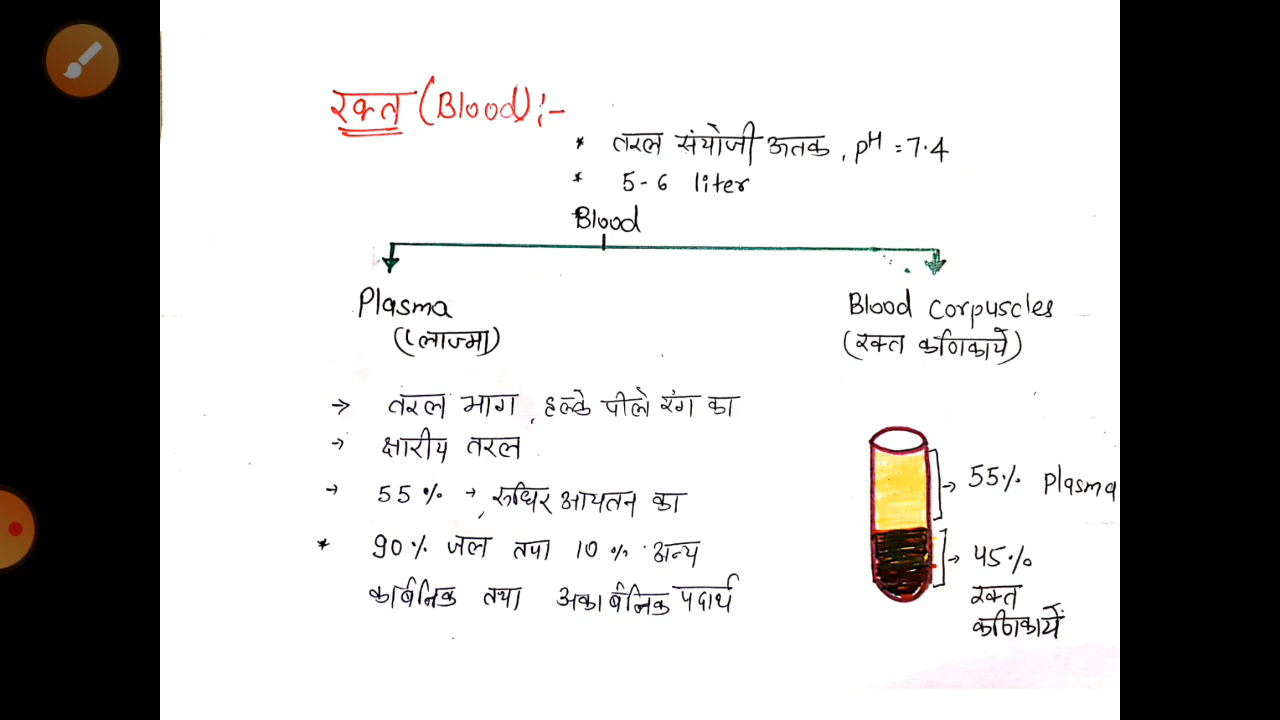 रक्त (Blood) :-
* तरल संयोजी ऊतक, pH = 7.4
* 5-6 liter
Blood
Plasma
(प्लाज्मा)
Blood corpuscles
(रक्त कणिकायें)
→ तरल भाग, हल्के पीले रंग का
→ क्षारीय तरल
→ 55% → रुधिर आयतन का
* 90% जल तथा 10% अन्य
कार्बनिक तथा अकार्बनिक पदार्थ
→ 55% Plasma
→ 45%
रक्त
कणिकायें